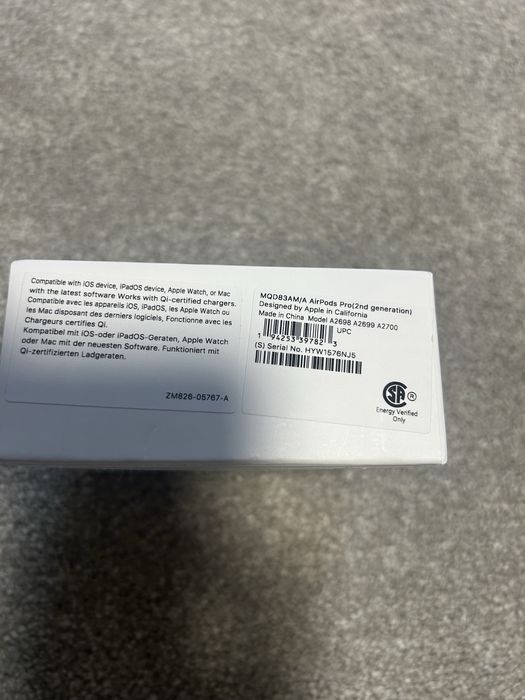 Compatible with iOS device, iPadOS device, Apple Watch, or Mac
with the latest software Works with Qi-certified chargers.
Compatible avec les appareils iOS, iPadOS, les Apple Watch ou
les Mac disposant des derniers logiciels, Fonctionne avec les
Chargeurs certifies Qi.
Kompatibel mit iOS-oder iPadOS-Geraten, Apple Watch
oder Mac mit der neuesten Software. Funktioniert mit
Qi-zertifizierten Ladgeraten.
ZM826-05767-A
MQD83AM/A AirPods Pro(2nd generation)
Designed by Apple in California
Made in China Model A2698 A2699 A2700
UPC
1 94253 39782 3
(S) Serial No. HYW1576NJ5
SA ®
Energy Verified
Only